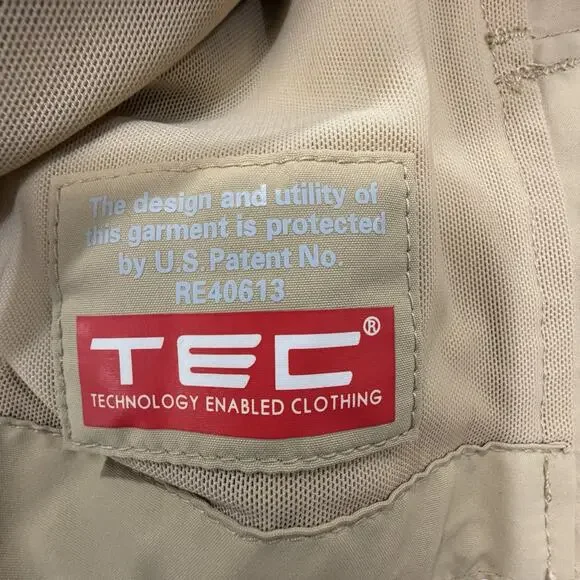 The design and utility of
this garment is protected
by U.S. Patent No.
RE40613
TEC®
TECHNOLOGY ENABLED CLOTHING